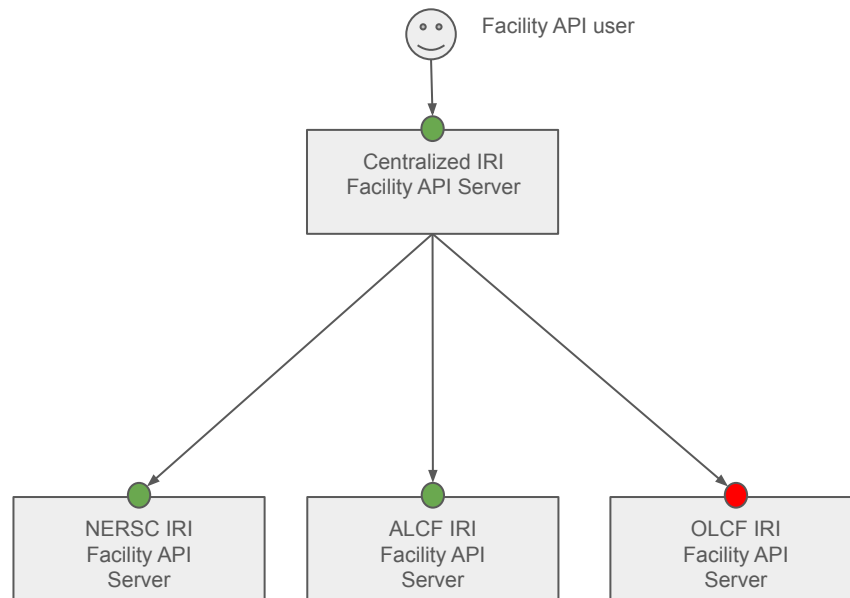 Facility API user
Centralized IRI
Facility API Server
NERSC IRI
Facility API
Server
ALCF IRI
Facility API
Server
OLCF IRI
Facility API
Server